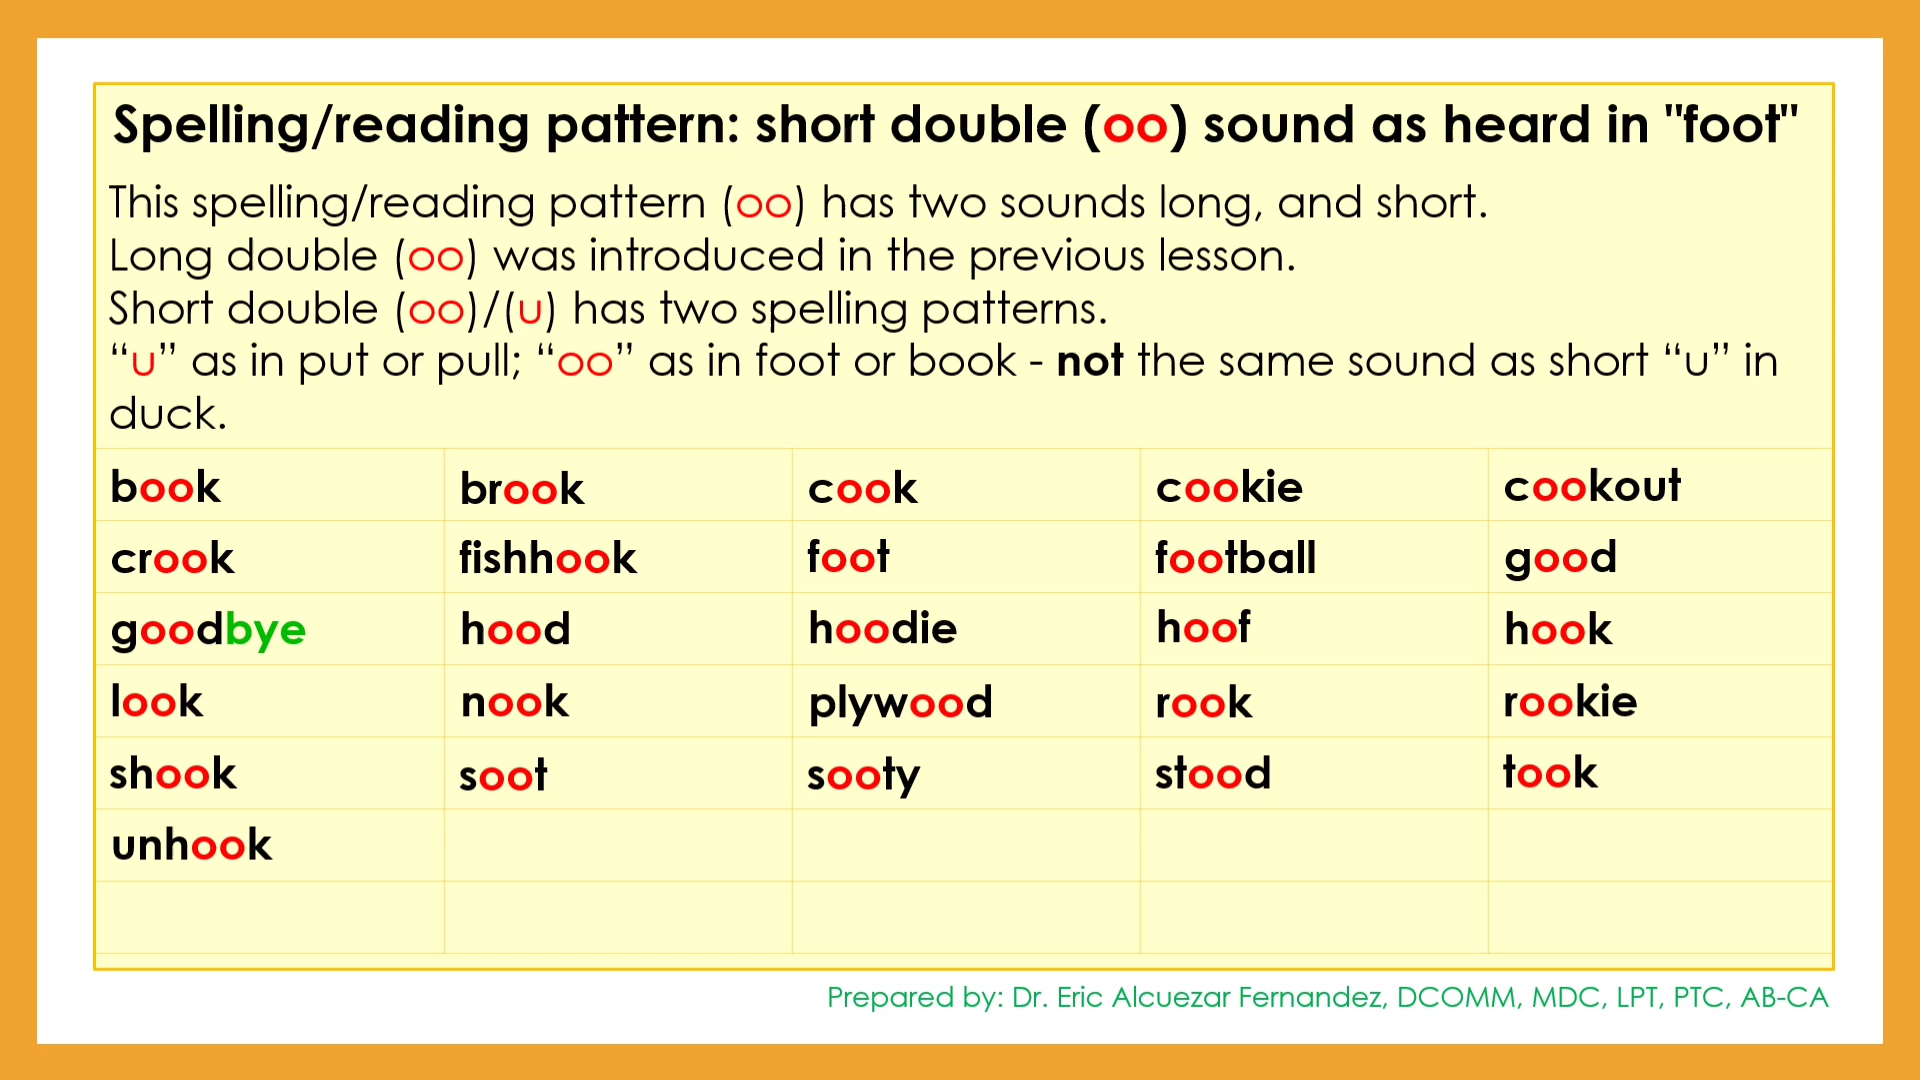 Spelling/reading pattern: short double (oo) sound as heard in "foot"
This spelling/reading pattern (oo) has two sounds long, and short.
Long double (oo) was introduced in the previous lesson.
Short double (oo)/(u) has two spelling patterns.
“u” as in put or pull; “oo” as in foot or book - not the same sound as short “u” in
duck.
book brook cook cookie cookout
crook fishhook foot football good
goodbye hood hoodie hoof hook
look nook plywood rook rookie
shook soot sooty stood took
unhook
Prepared by: Dr. Eric Alcuezar Fernandez, DCOMM, MDC, LPT, PTC, AB-CA